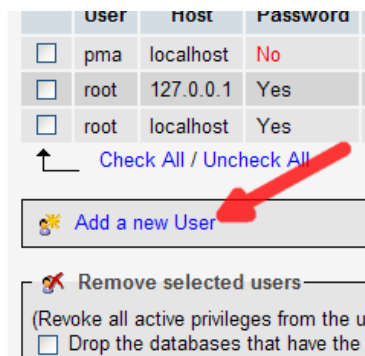 User Host Password
pma localhost No
root 127.0.0.1 Yes
root localhost Yes
Check All / Uncheck All
Add a new User
Remove selected users
(Revoke all active privileges from the u
Drop the databases that have the